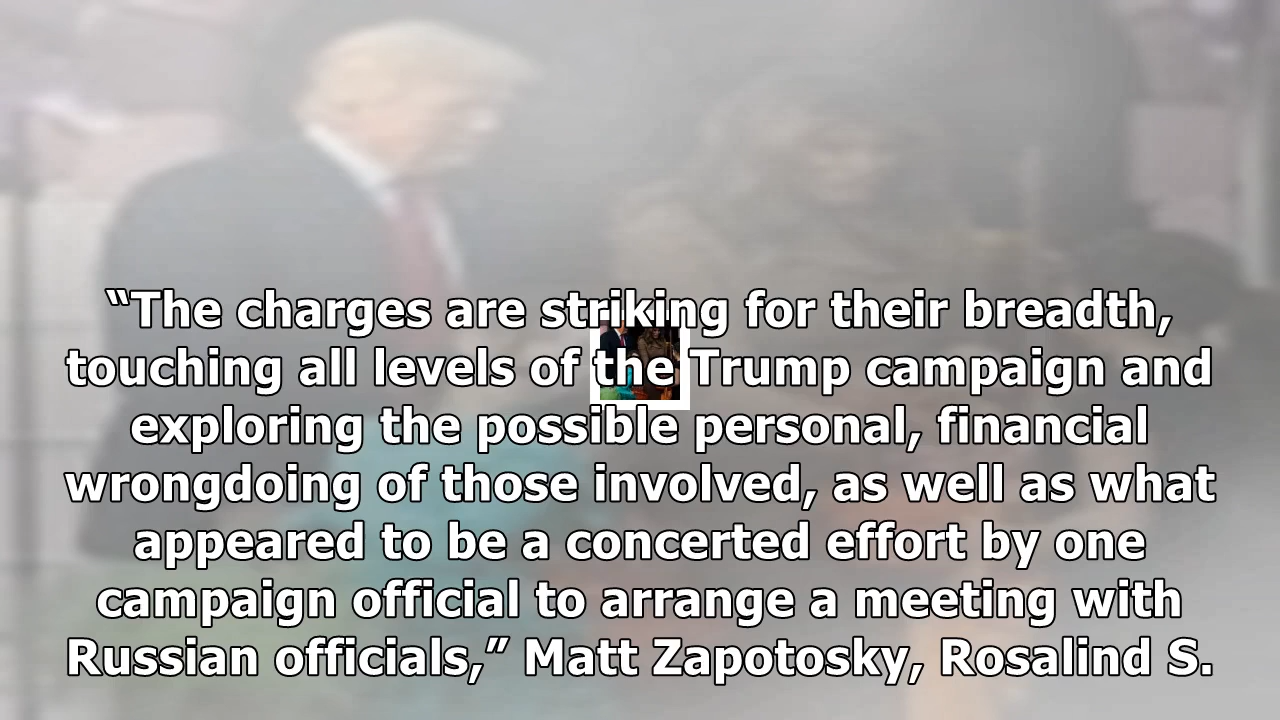 “The charges are striking for their breadth,
touching all levels of the Trump campaign and
exploring the possible personal, financial
wrongdoing of those involved, as well as what
appeared to be a concerted effort by one
campaign official to arrange a meeting with
Russian officials,” Matt Zapotosky, Rosalind S.